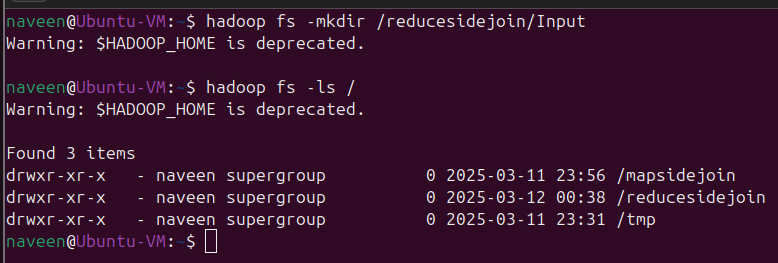 naveen@Ubuntu-VM:~$ hadoop fs -mkdir /reducesidejoin/Input
Warning: $HADOOP_HOME is deprecated.

naveen@Ubuntu-VM:~$ hadoop fs -ls /
Warning: $HADOOP_HOME is deprecated.

Found 3 items
drwxr-xr-x   - naveen supergroup          0 2025-03-11 23:56 /mapsidejoin
drwxr-xr-x   - naveen supergroup          0 2025-03-12 00:38 /reducesidejoin
drwxr-xr-x   - naveen supergroup          0 2025-03-11 23:31 /tmp
naveen@Ubuntu-VM:~$